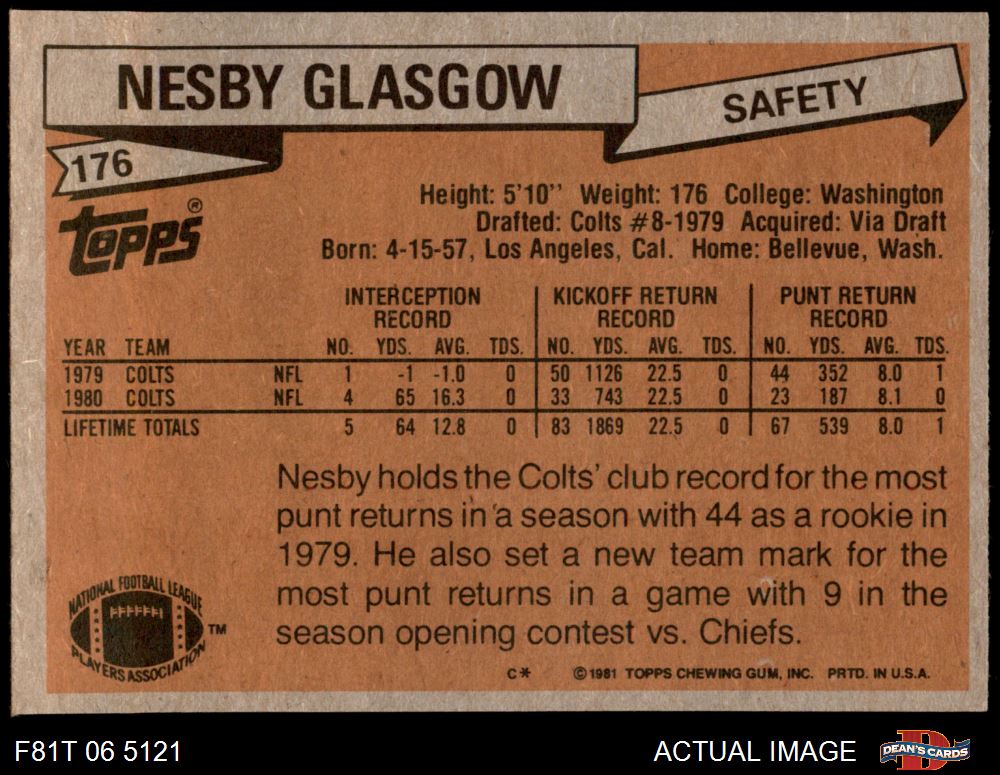 NESBY GLASGOW
SAFETY
176
TOPPS®
Height: 5'10'' Weight: 176 College: Washington
Drafted: Colts #8-1979 Acquired: Via Draft
Born: 4-15-57, Los Angeles, Cal. Home: Bellevue, Wash.
INTERCEPTION RECORD KICKOFF RETURN RECORD PUNT RETURN RECORD
YEAR TEAM NO. YDS. AVG. TDS. NO. YDS. AVG. TDS. NO. YDS. AVG. TDS.
1979 COLTS NFL 1 -1 -1.0 0 50 1126 22.5 0 44 352 8.0 1
1980 COLTS NFL 4 65 16.3 0 33 743 22.5 0 23 187 8.1 0
LIFETIME TOTALS 5 64 12.8 0 83 1869 22.5 0 67 539 8.0 1
Nesby holds the Colts' club record for the most
punt returns in a season with 44 as a rookie in
1979. He also set a new team mark for the
most punt returns in a game with 9 in the
season opening contest vs. Chiefs.
NATIONAL FOOTBALL LEAGUE
PLAYERS ASSOCIATION
TM
C* ©1981 TOPPS CHEWING GUM, INC. PRTD. IN U.S.A.
F81T 06 5121
ACTUAL IMAGE
D
DEAN'S CARDS